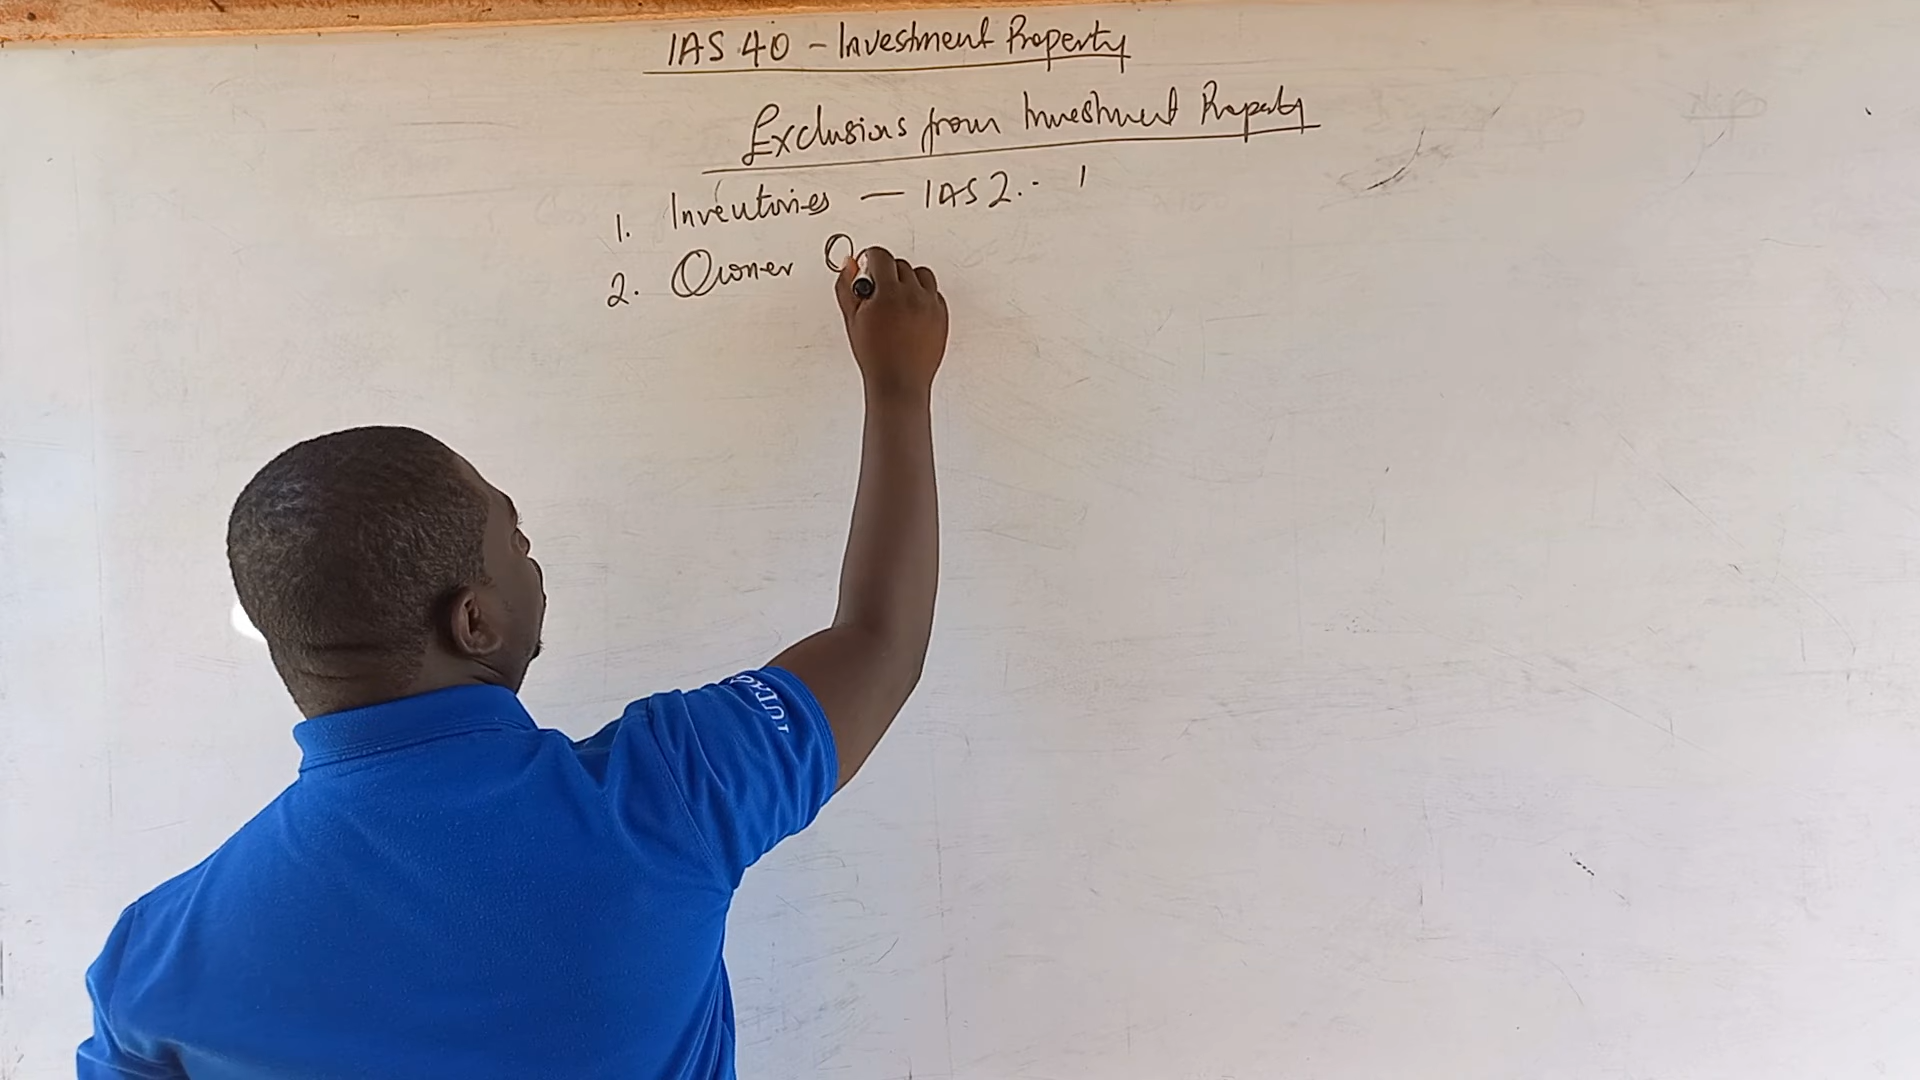 IAS 40 - Investment Property
Exclusions from Investment Property
1. Inventories — IAS 2.-
2. Owner O